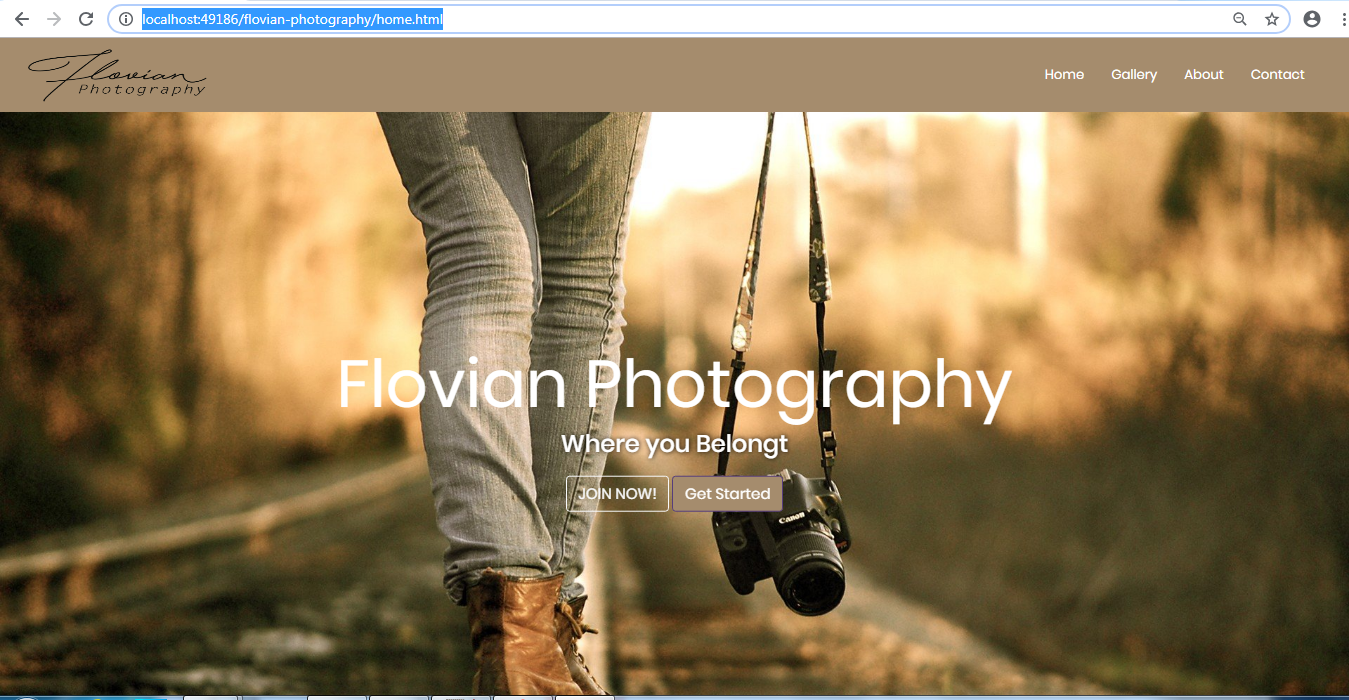 localhost:49186/flovian-photography/home.html
Flovian
Photography
Home Gallery About Contact
Flovian Photography
Where you Belongt
JOIN NOW! Get Started
Canon